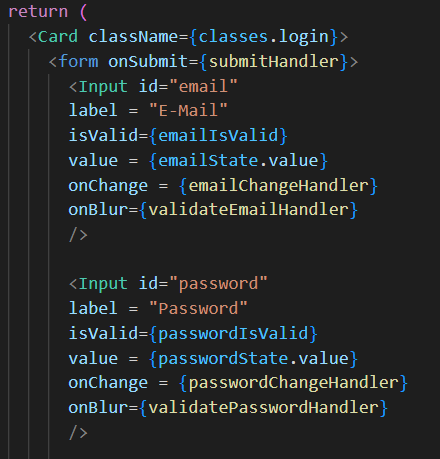 return (
<Card className={classes.login}>
<form onSubmit={submitHandler}>
<Input id="email"
label = "E-Mail"
isValid={emailIsValid}
value = {emailState.value}
onChange = {emailChangeHandler}
onBlur={validateEmailHandler}
/>
<Input id="password"
label = "Password"
isValid={passwordIsValid}
value = {passwordState.value}
onChange = {passwordChangeHandler}
onBlur={validatePasswordHandler}
/>